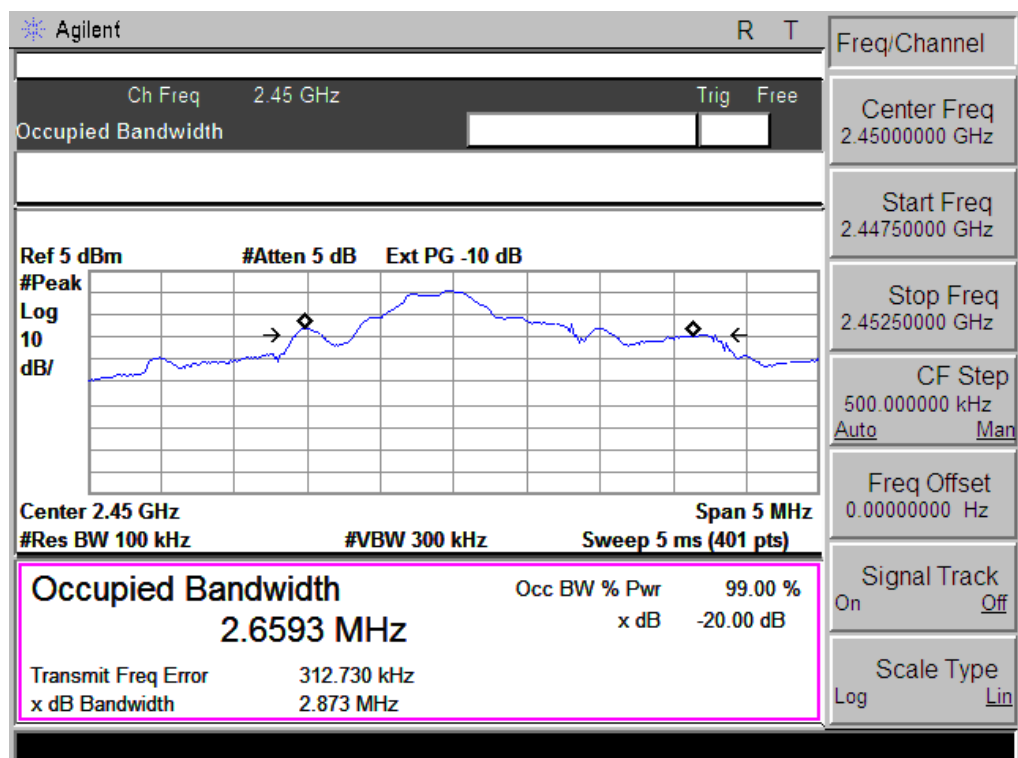 Agilent
R T
Freq/Channel
Ch Freq 2.45 GHz Trig Free
Occupied Bandwidth
Center Freq
2.45000000 GHz
Start Freq
2.44750000 GHz
Ref 5 dBm #Atten 5 dB Ext PG -10 dB
#Peak
Log
10
dB/
Stop Freq
2.45250000 GHz
CF Step
500.000000 kHz
Auto Man
Freq Offset
0.00000000 Hz
Center 2.45 GHz Span 5 MHz
#Res BW 100 kHz #VBW 300 kHz Sweep 5 ms (401 pts)
Occupied Bandwidth
2.6593 MHz
Occ BW % Pwr 99.00 %
x dB -20.00 dB
Transmit Freq Error 312.730 kHz
x dB Bandwidth 2.873 MHz
Signal Track
On Off
Scale Type
Log Lin